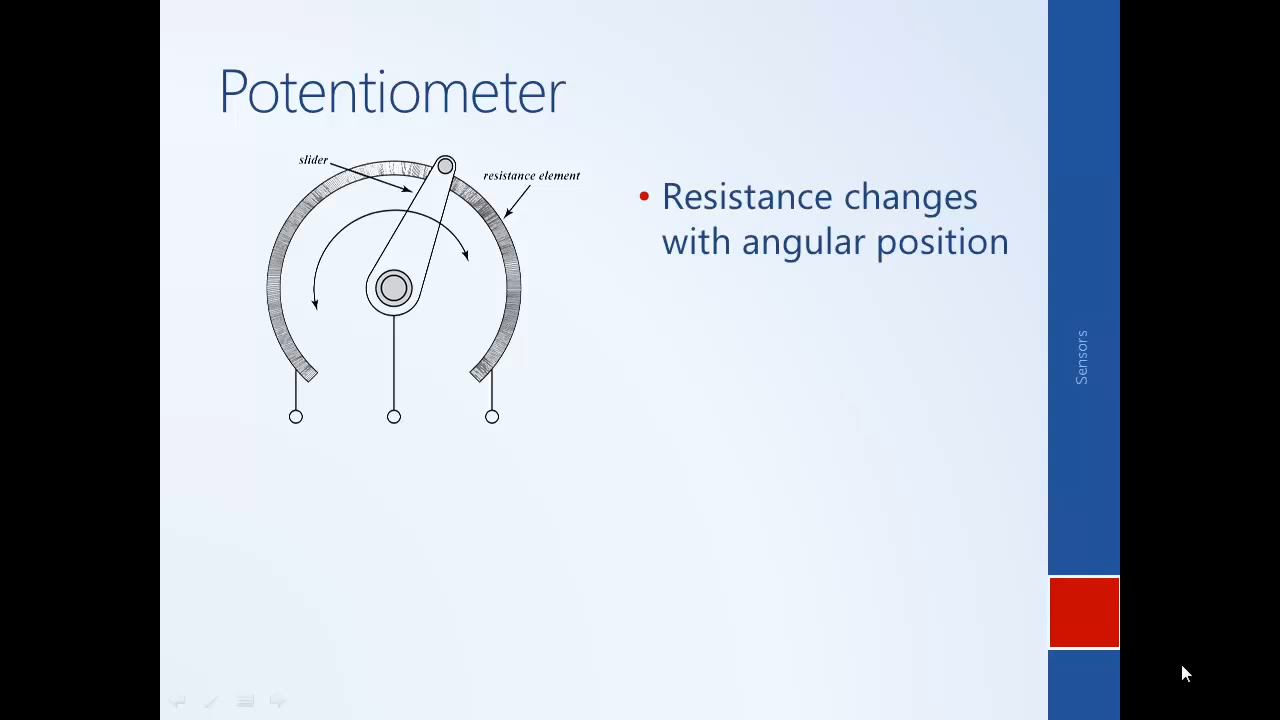 Potentiometer
slider
resistance element
• Resistance changes
with angular position
Sensors